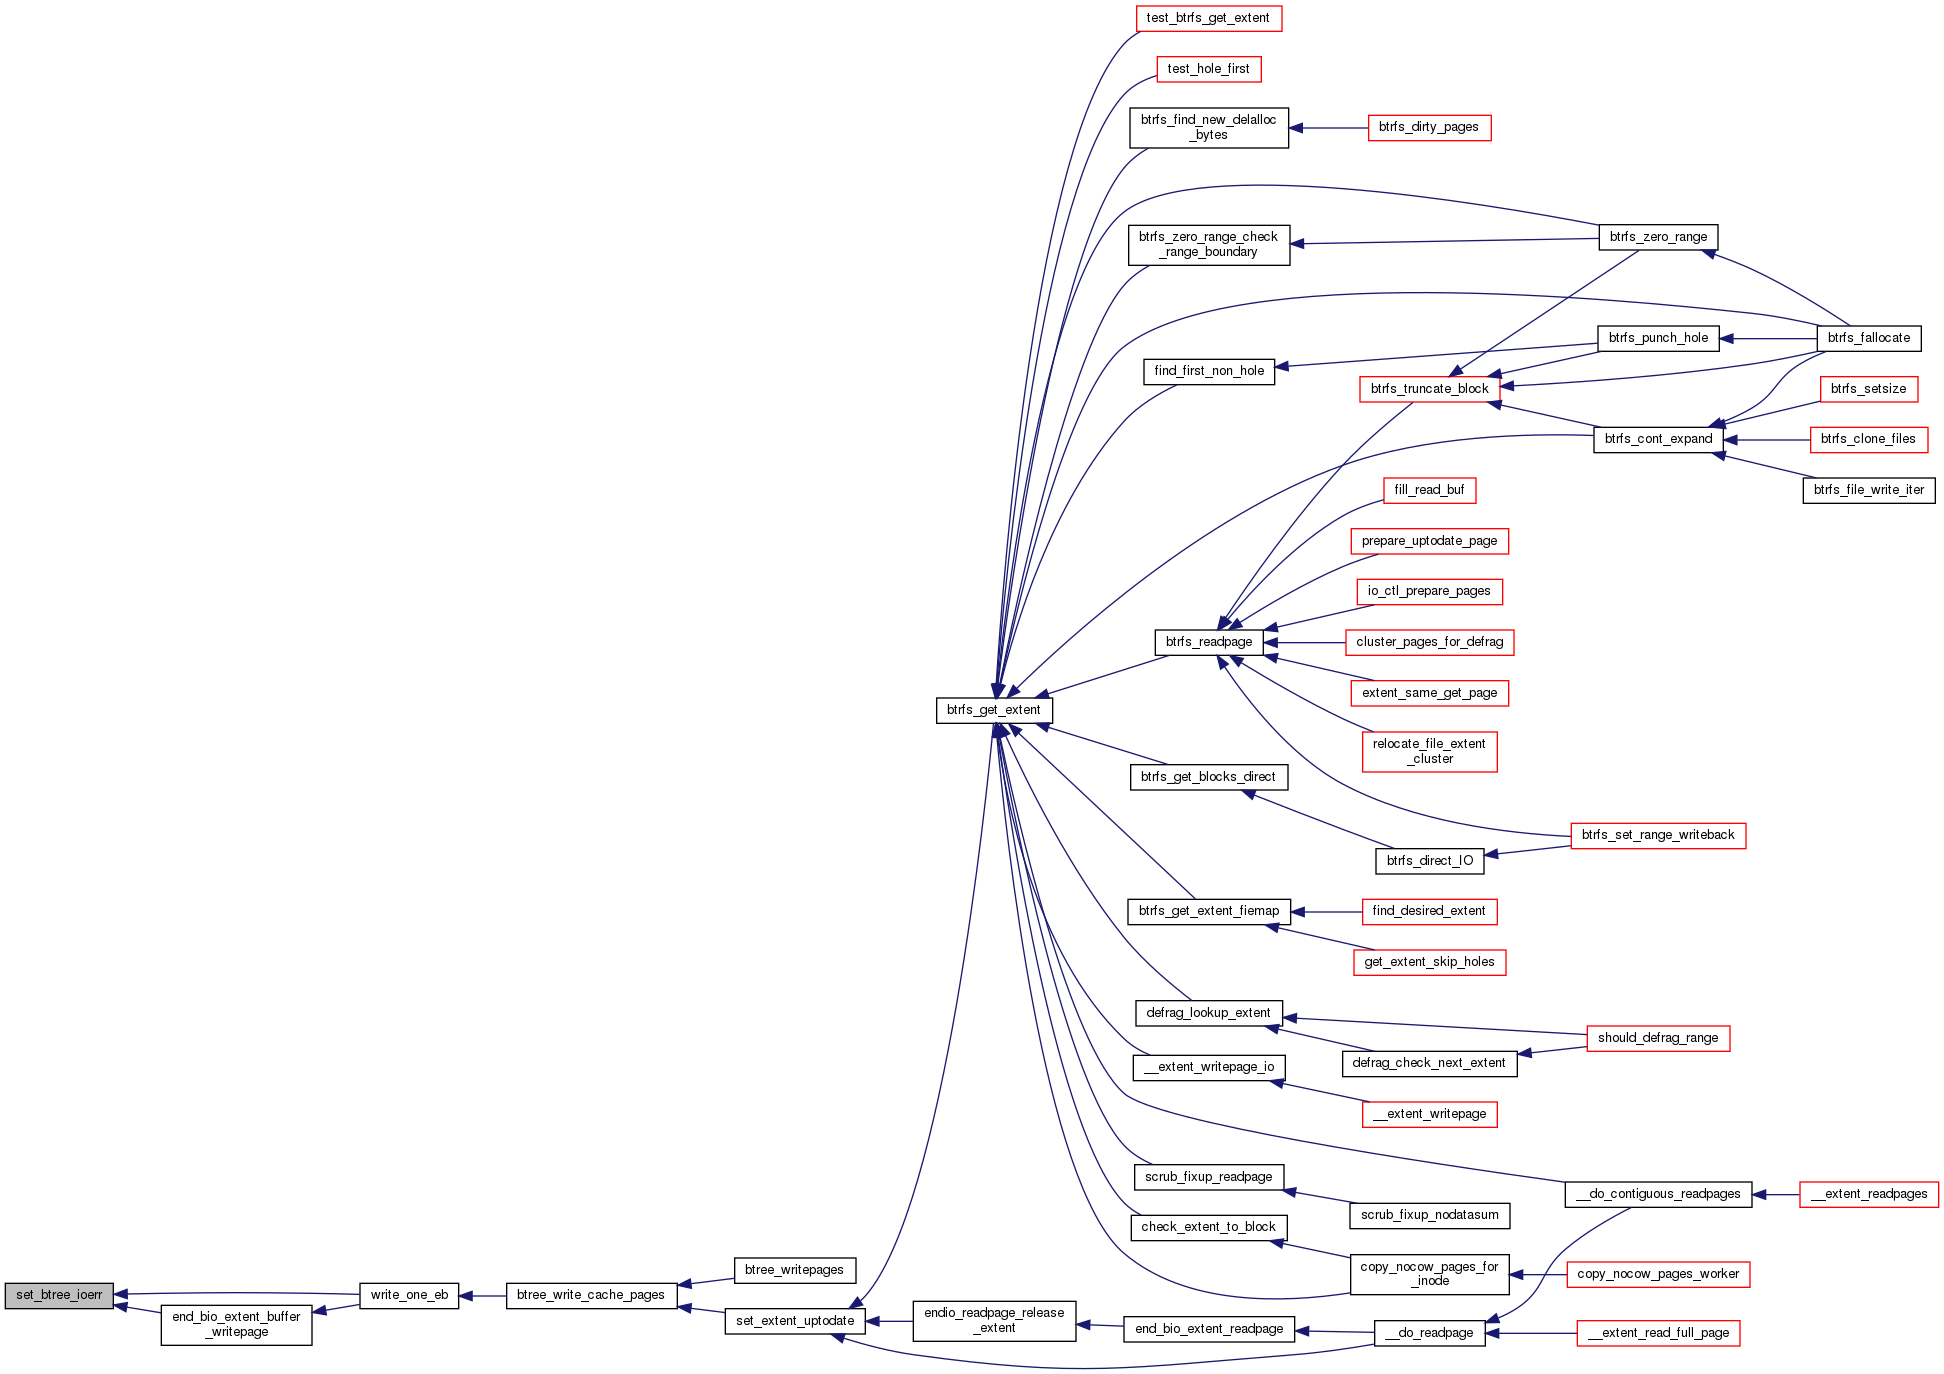 test_btrfs_get_extent
test_hole_first
btrfs_find_new_delalloc
_bytes
btrfs_dirty_pages
btrfs_zero_range_check
_range_boundary
btrfs_zero_range
find_first_non_hole
btrfs_punch_hole
btrfs_fallocate
btrfs_truncate_block
btrfs_setsize
btrfs_cont_expand
btrfs_clone_files
btrfs_file_write_iter
fill_read_buf
prepare_uptodate_page
io_ctl_prepare_pages
btrfs_readpage
cluster_pages_for_defrag
extent_same_get_page
btrfs_get_extent
relocate_file_extent
_cluster
btrfs_get_blocks_direct
btrfs_set_range_writeback
btrfs_direct_IO
btrfs_get_extent_fiemap
find_desired_extent
get_extent_skip_holes
defrag_lookup_extent
should_defrag_range
defrag_check_next_extent
__extent_writepage_io
__extent_writepage
scrub_fixup_readpage
__do_contiguous_readpages
__extent_readpages
scrub_fixup_nodatasum
check_extent_to_block
copy_nocow_pages_for
_inode
copy_nocow_pages_worker
btree_writepages
set_btree_ioerr
write_one_eb
btree_write_cache_pages
end_bio_extent_buffer
_writepage
set_extent_uptodate
endio_readpage_release
_extent
end_bio_extent_readpage
__do_readpage
__extent_read_full_page